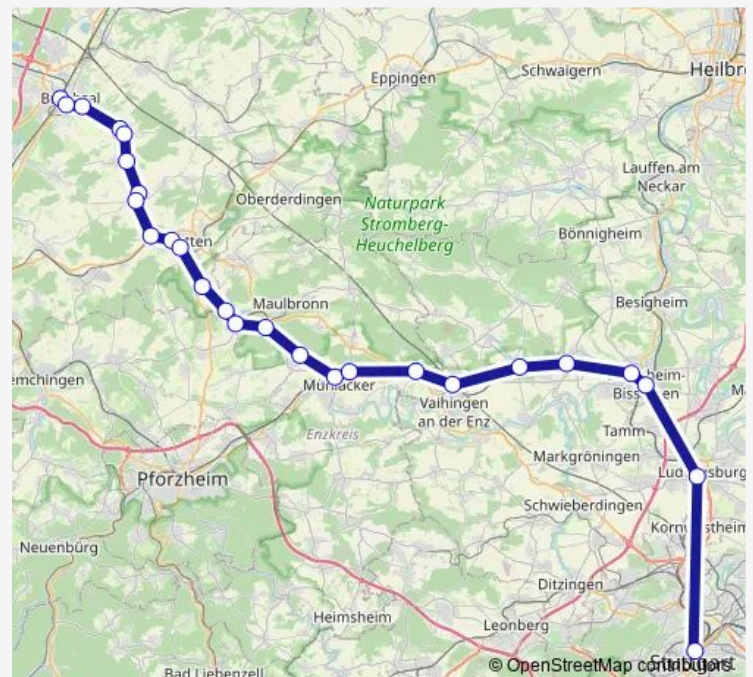 Eppingen
Schwaigern
Lauffen am
Neckar
Oberderdingen
Naturpark
Stromberg-
Heuchelberg
Bönnigheim
Maulbronn
Besigheim
Vaihingen
an der Enz
Enzkreis
Tamm
Markgröningen
Pforzheim
Schwieberdingen
Neuenbürg
Ditzingen
Heimsheim
Leonberg
Bad Liebenzell
© OpenStreetMap contributors